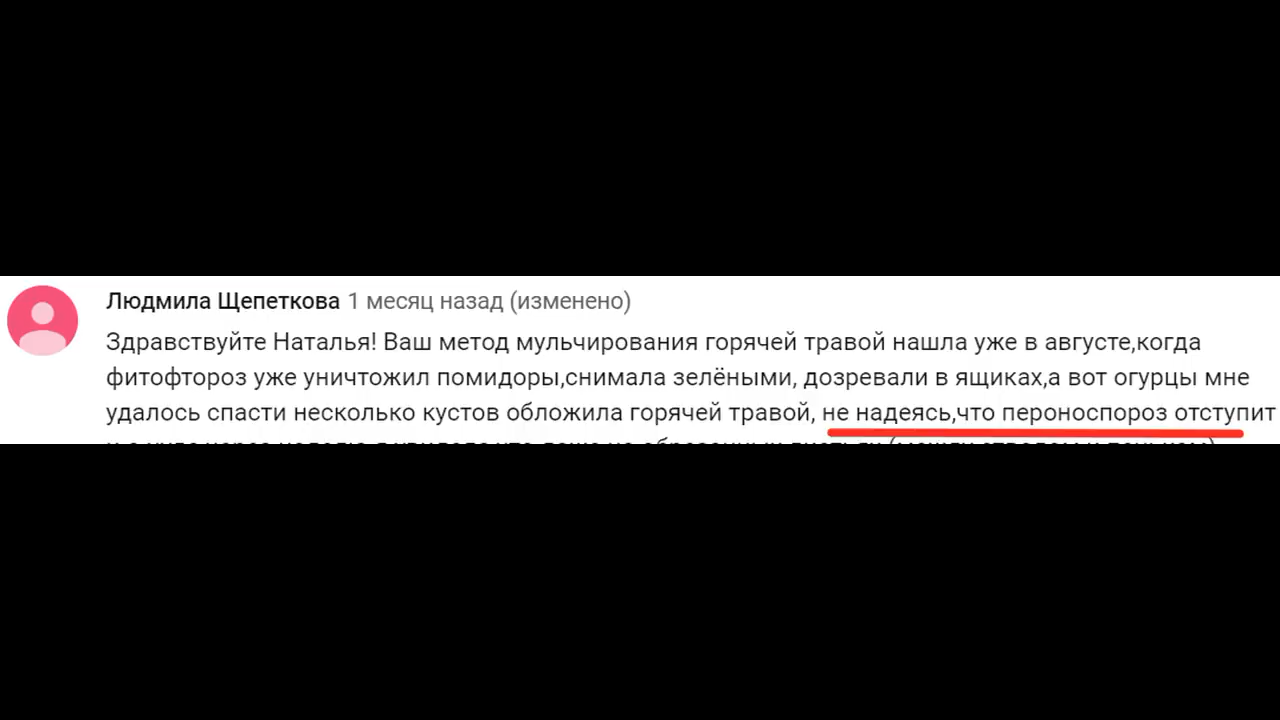 Людмила Щепеткова 1 месяц назад (изменено)
Здравствуйте Наталья! Ваш метод мульчирования горячей травой нашла уже в августе,когда
фитофтороз уже уничтожил помидоры,снимала зелёными, дозревали в ящиках,а вот огурцы мне
удалось спасти несколько кустов обложила горячей травой, не надеясь,что пероноспороз отступит